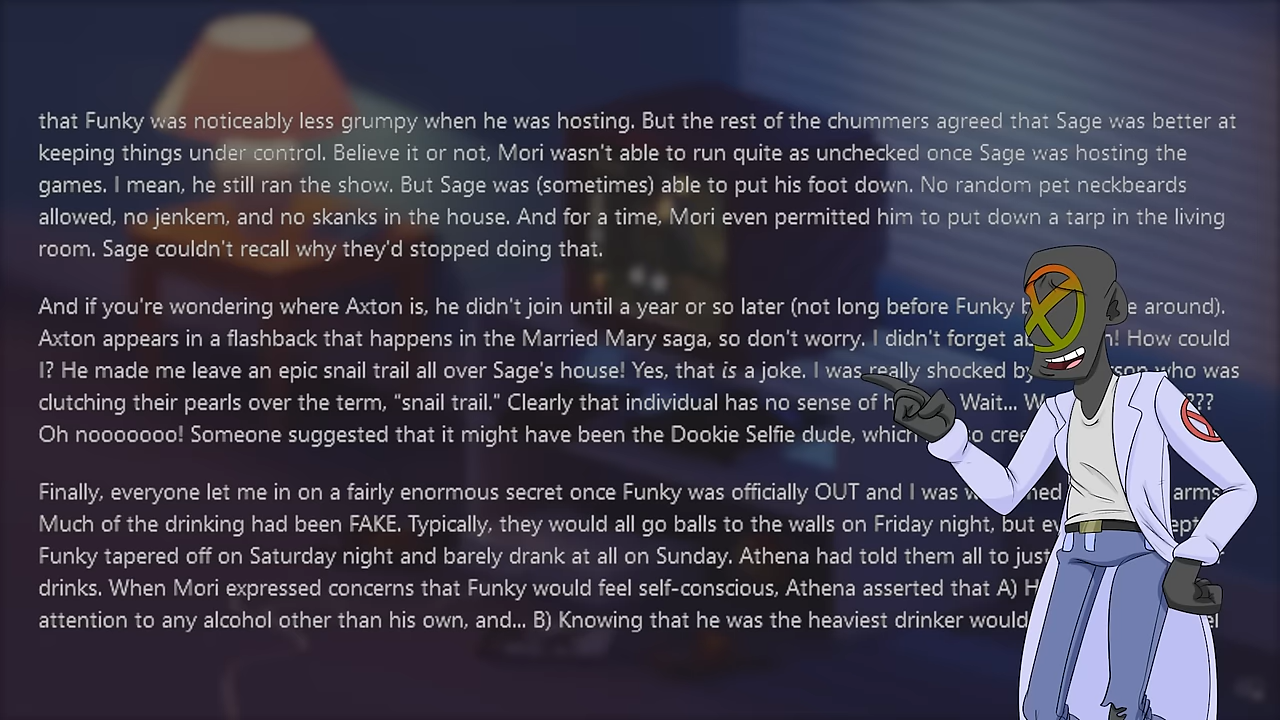 that Funky was noticeably less grumpy when he was hosting. But the rest of the chummers agreed that Sage was better at
keeping things under control. Believe it or not, Mori wasn't able to run quite as unchecked once Sage was hosting the
games. I mean, he still ran the show. But Sage was (sometimes) able to put his foot down. No random pet neckbeards
allowed, no jenkem, and no skanks in the house. And for a time, Mori even permitted him to put down a tarp in the living
room. Sage couldn't recall why they'd stopped doing that.
And if you're wondering where Axton is, he didn't join until a year or so later (not long before Funky around).
Axton appears in a flashback that happens in the Married Mary saga, so don't worry. I didn't forget How could
I? He made me leave an epic snail trail all over Sage's house! Yes, that is a joke. I was really shocked by who was
clutching their pearls over the term, "snail trail." Clearly that individual has no sense of Wait... ???
Oh nooooooo! Someone suggested that it might have been the Dookie Selfie dude, which
Finally, everyone let me in on a fairly enormous secret once Funky was officially OUT and I was arms.
Much of the drinking had been FAKE. Typically, they would all go balls to the walls on Friday night, but
Funky tapered off on Saturday night and barely drank at all on Sunday. Athena had told them all to just
drinks. When Mori expressed concerns that Funky would feel self-conscious, Athena asserted that A)
attention to any alcohol other than his own, and... B) Knowing that he was the heaviest drinker would